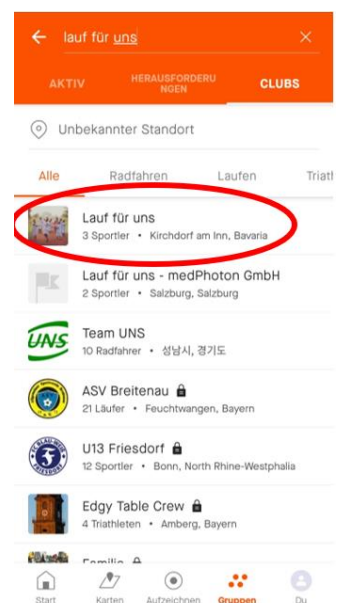 lauf für uns
AKTIV
HERAUSFORDERU
NGEN
CLUBS
Unbekannter Standort
Alle Radfahren Laufen Triatl
Lauf für uns
3 Sportler • Kirchdorf am Inn, Bavaria
Lauf für uns - medPhoton GmbH
2 Sportler • Salzburg, Salzburg
UNS
Team UNS
10 Radfahrer • 성남시, 경기도
ASV Breitenau
21 Läufer • Feuchtwangen, Bayern
U13 Friesdorf
12 Sportler • Bonn, North Rhine-Westphalia
Edgy Table Crew
4 Triathleten • Amberg, Bayern
Familie
Start Karten Aufzeichnen Gruppen Du